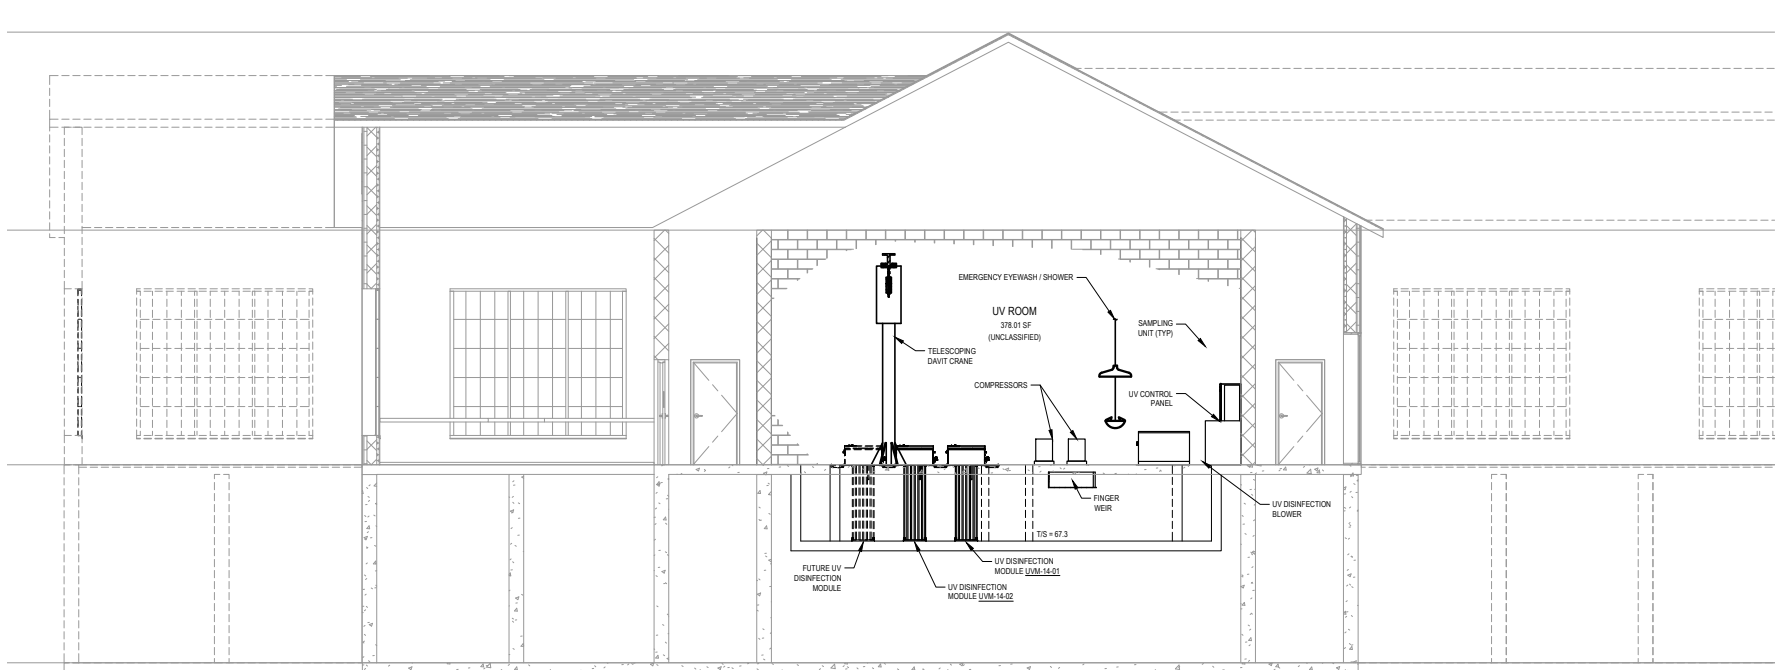 EMERGENCY EYEWASH / SHOWER
UV ROOM
378.01 SF
(UNCLASSIFIED)
SAMPLING
UNIT (TYP)
TELESCOPING
DAVIT CRANE
COMPRESSORS
UV CONTROL
PANEL
FINGER
WEIR
UV DISINFECTION
BLOWER
T/S = 67.3
FUTURE UV
DISINFECTION
MODULE
UV DISINFECTION
MODULE UVM-14-01
UV DISINFECTION
MODULE UVM-14-02